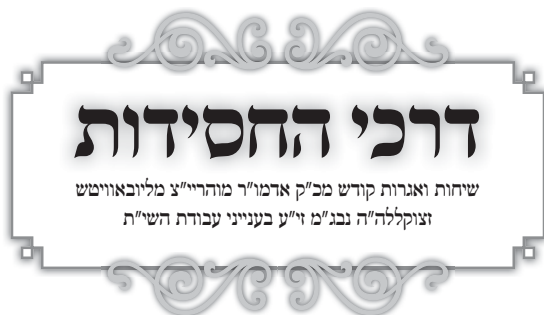 דרכי החסידות
שיחות ואגרות קודש מכ"ק אדמו"ר מוהריי"צ מליובאוויטש
זצוקללה"ה נבג"מ זי"ע בענייני עבודת השי"ת